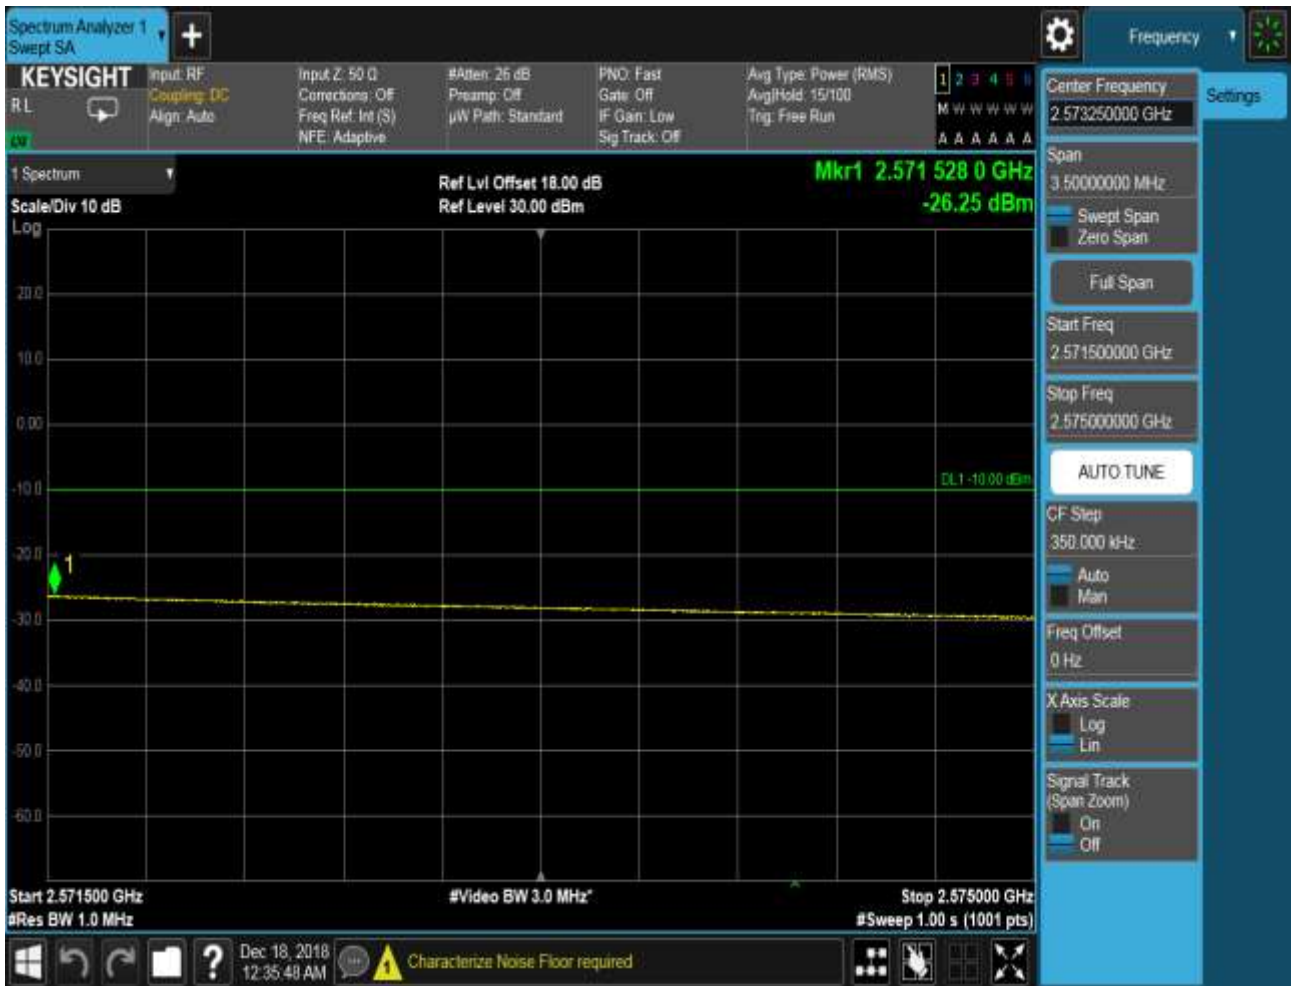 Spectrum Analyzer 1
Swept SA
Frequency
KEYSIGHT
Input: RF
Input Z: 50 Ω
#Atten: 26 dB
PNO: Fast
Avg Type: Power (RMS)
1 2 3 4 5 6
RL
Coupling: DC
Corrections: Off
Preamp: Off
Gate: Off
Avg|Hold: 15/100
Align: Auto
Freq Ref: Int (S)
µW Path: Standard
IF Gain: Low
Trig: Free Run
M W W W W W
NFE: Adaptive
Sig Track: Off
A A A A A A
1 Spectrum
Ref Lvl Offset 18.00 dB
Mkr1 2.571 528 0 GHz
Scale/Div 10 dB
Ref Level 30.00 dBm
-26.25 dBm
Log
20.0
10.0
0.00
-10.0
DL1 -10.00 dBm
-20.0
1
-30.0
-40.0
-50.0
-60.0
Start 2.571500 GHz
#Video BW 3.0 MHz*
Stop 2.575000 GHz
#Res BW 1.0 MHz
#Sweep 1.00 s (1001 pts)
Center Frequency
2.573250000 GHz
Settings
Span
3.50000000 MHz
Swept Span
Zero Span
Full Span
Start Freq
2.571500000 GHz
Stop Freq
2.575000000 GHz
AUTO TUNE
CF Step
350.000 kHz
Auto
Man
Freq Offset
0 Hz
X Axis Scale
Log
Lin
Signal Track
(Span Zoom)
On
Off
?
Dec 18, 2018
12:35:48 AM
1
Characterize Noise Floor required